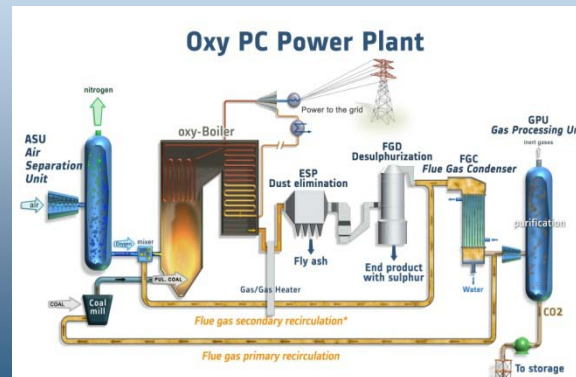 Oxy PC Power Plant
nitrogen
ASU
Air
Separation
Unit
air
Oxygen
mixer
oxy-Boiler
PUL. COAL
COAL
Coal
mill
Power to the grid
ESP
Dust elimination
Fly ash
Gas/Gas Heater
FGD
Desulphurization
End product
with sulphur
FGC
Flue Gas Condenser
Water
GPU
Gas Processing Un
Inert gases
purification
CO2
To storage
Flue gas secondary recirculation*
Flue gas primary recirculation